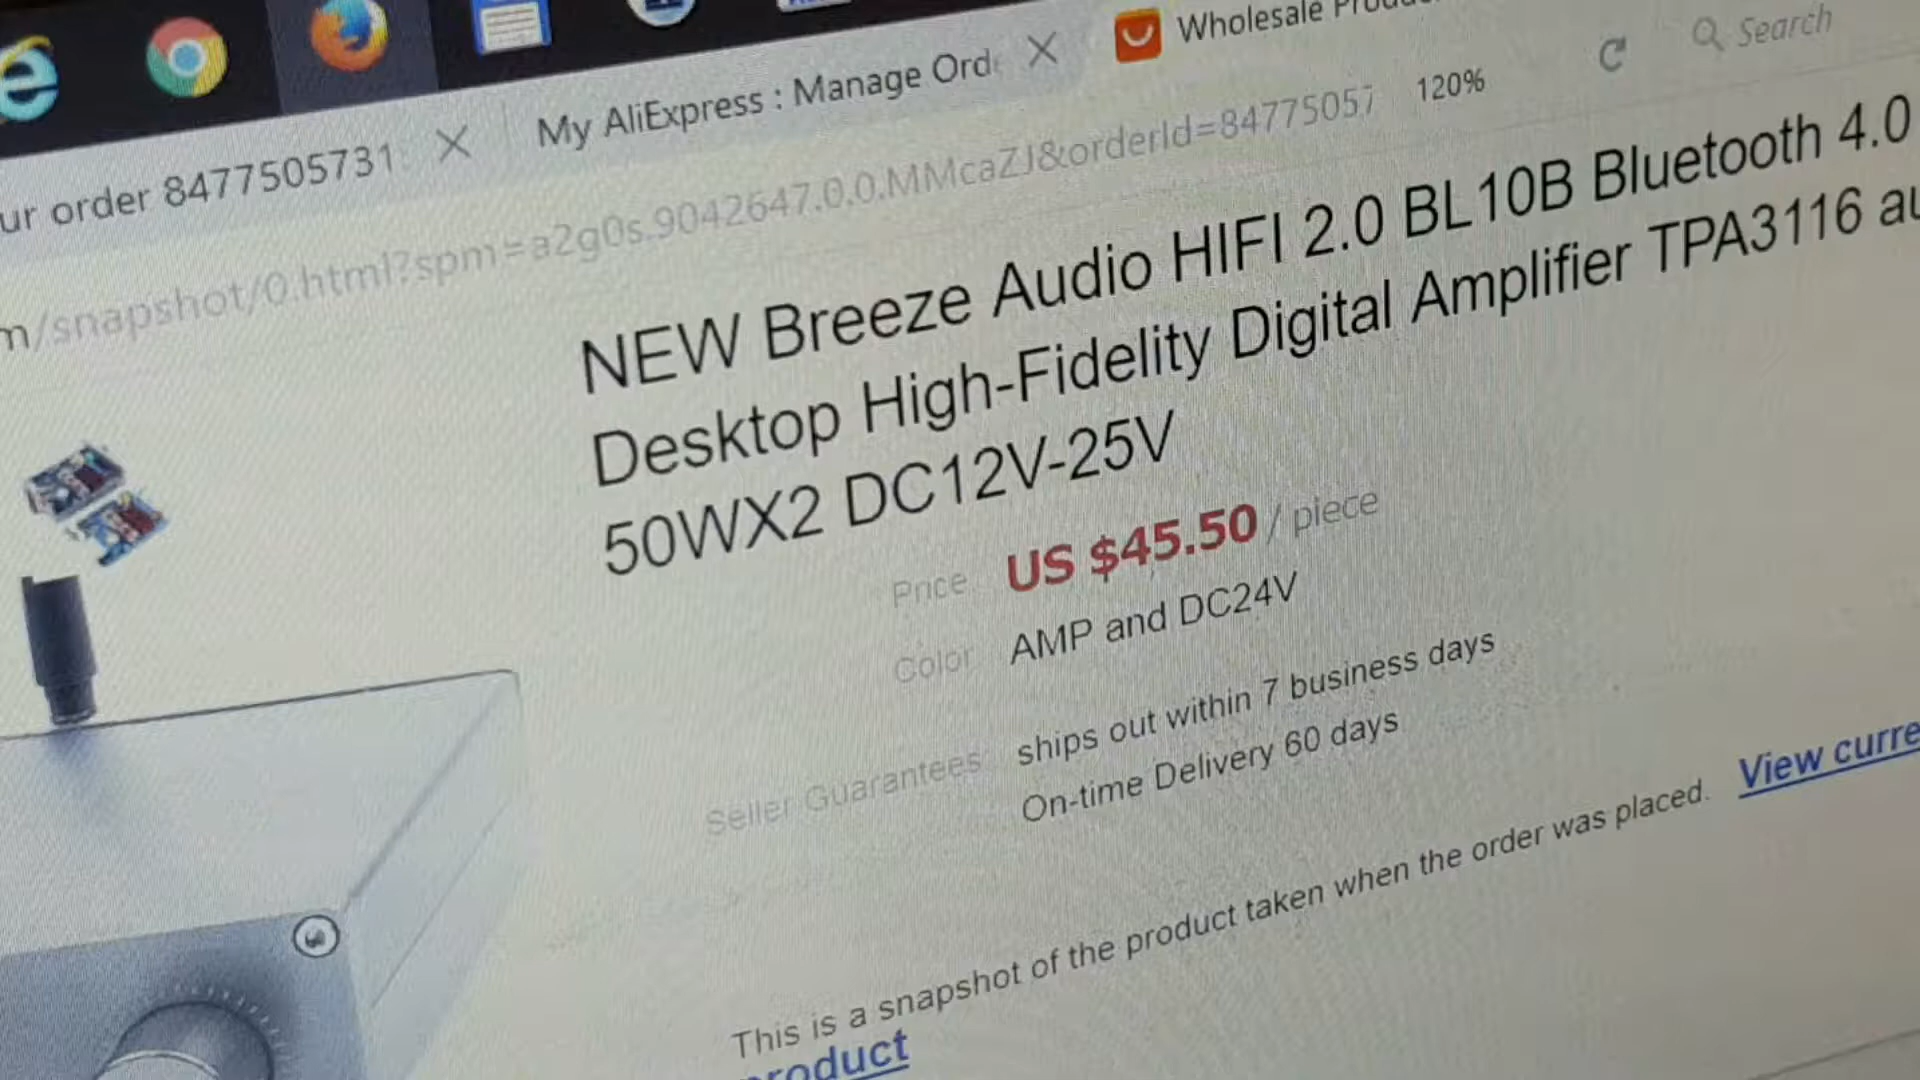 Wholesale
Search
My AliExpress : Manage Ord
120%
ur order 8477505731
m/snapshot/0.html?spm=a2g0s.9042647.0.0.MMcaZJ&orderId=84775057
NEW Breeze Audio HIFI 2.0 BL10B Bluetooth 4.0
Desktop High-Fidelity Digital Amplifier TPA3116 au
50WX2 DC12V-25V
Price US $45.50 / piece
Color AMP and DC24V
Seller Guarantees ships out within 7 business days
On-time Delivery 60 days
This is a snapshot of the product taken when the order was placed. View curre
product